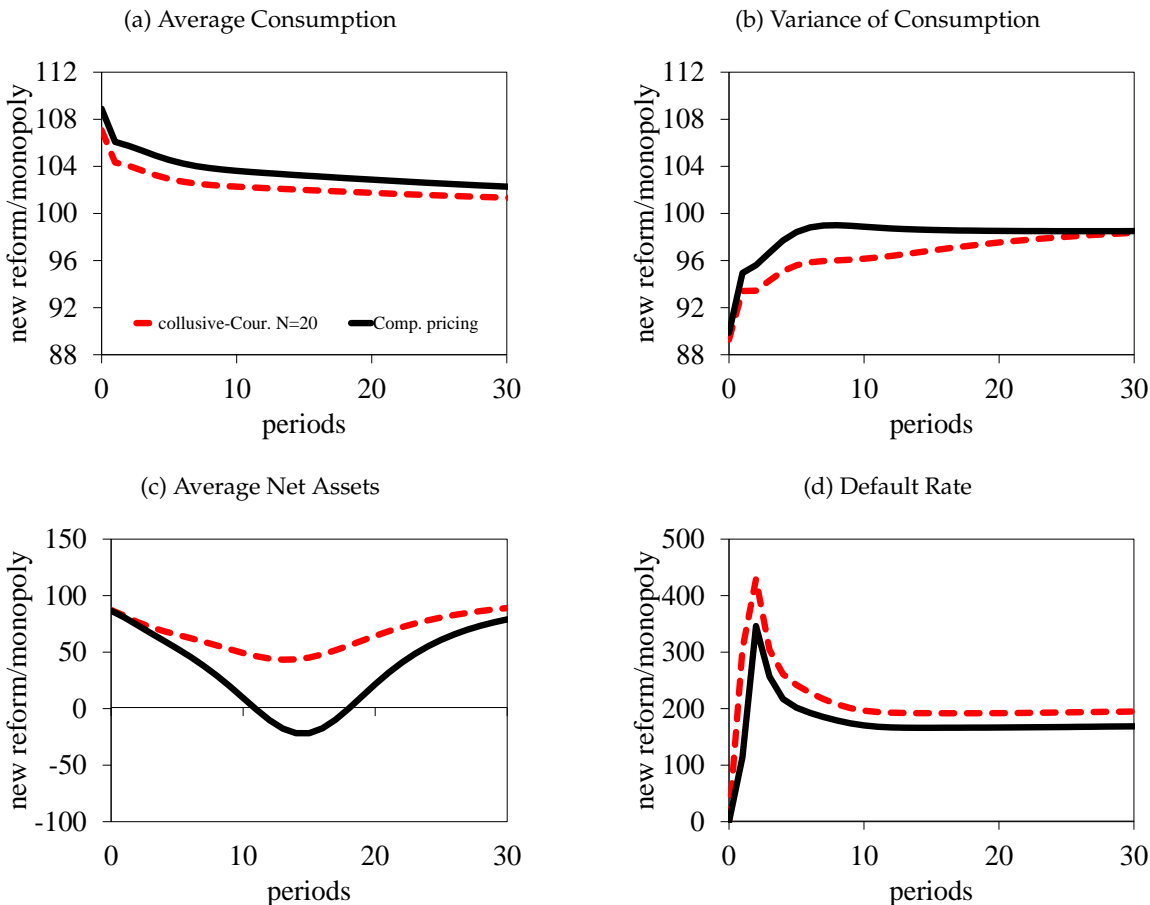 (a) Average Consumption
new reform/monopoly
112
108
104
100
96
92
88
collusive-Cour. N=20
Comp. pricing
0 10 20 30
periods
(b) Variance of Consumption
new reform/monopoly
112
108
104
100
96
92
88
0 10 20 30
periods
(c) Average Net Assets
new reform/monopoly
150
100
50
0
-50
-100
0 10 20 30
periods
(d) Default Rate
new reform/monopoly
500
400
300
200
100
0
0 10 20 30
periods